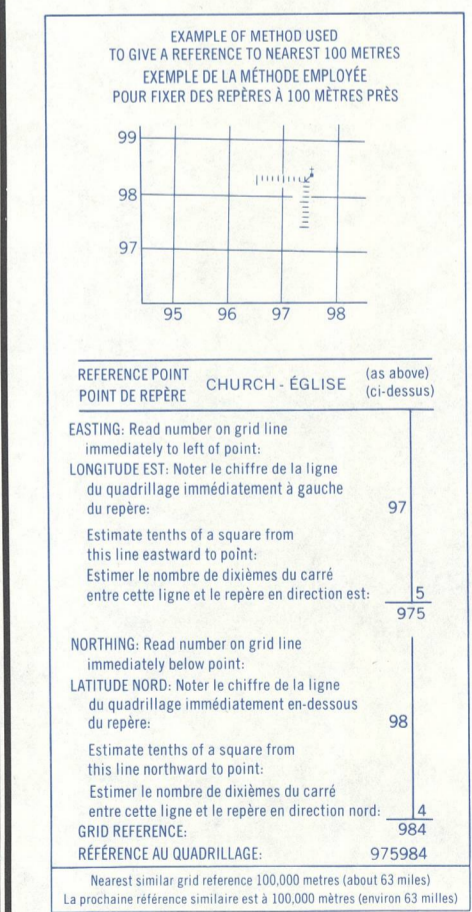 EXAMPLE OF METHOD USED
TO GIVE A REFERENCE TO NEAREST 100 METRES
EXEMPLE DE LA MÉTHODE EMPLOYÉE
POUR FIXER DES REPÈRES À 100 MÈTRES PRÈS
99
98
97
95 96 97 98
REFERENCE POINT
POINT DE REPÈRE
CHURCH - ÉGLISE
(as above)
(ci-dessus)
EASTING: Read number on grid line
immediately to left of point:
LONGITUDE EST: Noter le chiffre de la ligne
du quadrillage immédiatement à gauche
du repère: 97
Estimate tenths of a square from
this line eastward to point:
Estimer le nombre de dixièmes du carré
entre cette ligne et le repère en direction est: 5
975
NORTHING: Read number on grid line
immediately below point:
LATITUDE NORD: Noter le chiffre de la ligne
du quadrillage immédiatement en-dessous
du repère: 98
Estimate tenths of a square from
this line northward to point:
Estimer le nombre de dixièmes du carré
entre cette ligne et le repère en direction nord: 4
GRID REFERENCE: 984
RÉFÉRENCE AU QUADRILLAGE: 975984
Nearest similar grid reference 100,000 metres (about 63 miles)
La prochaine référence similaire est à 100,000 mètres (environ 63 milles)